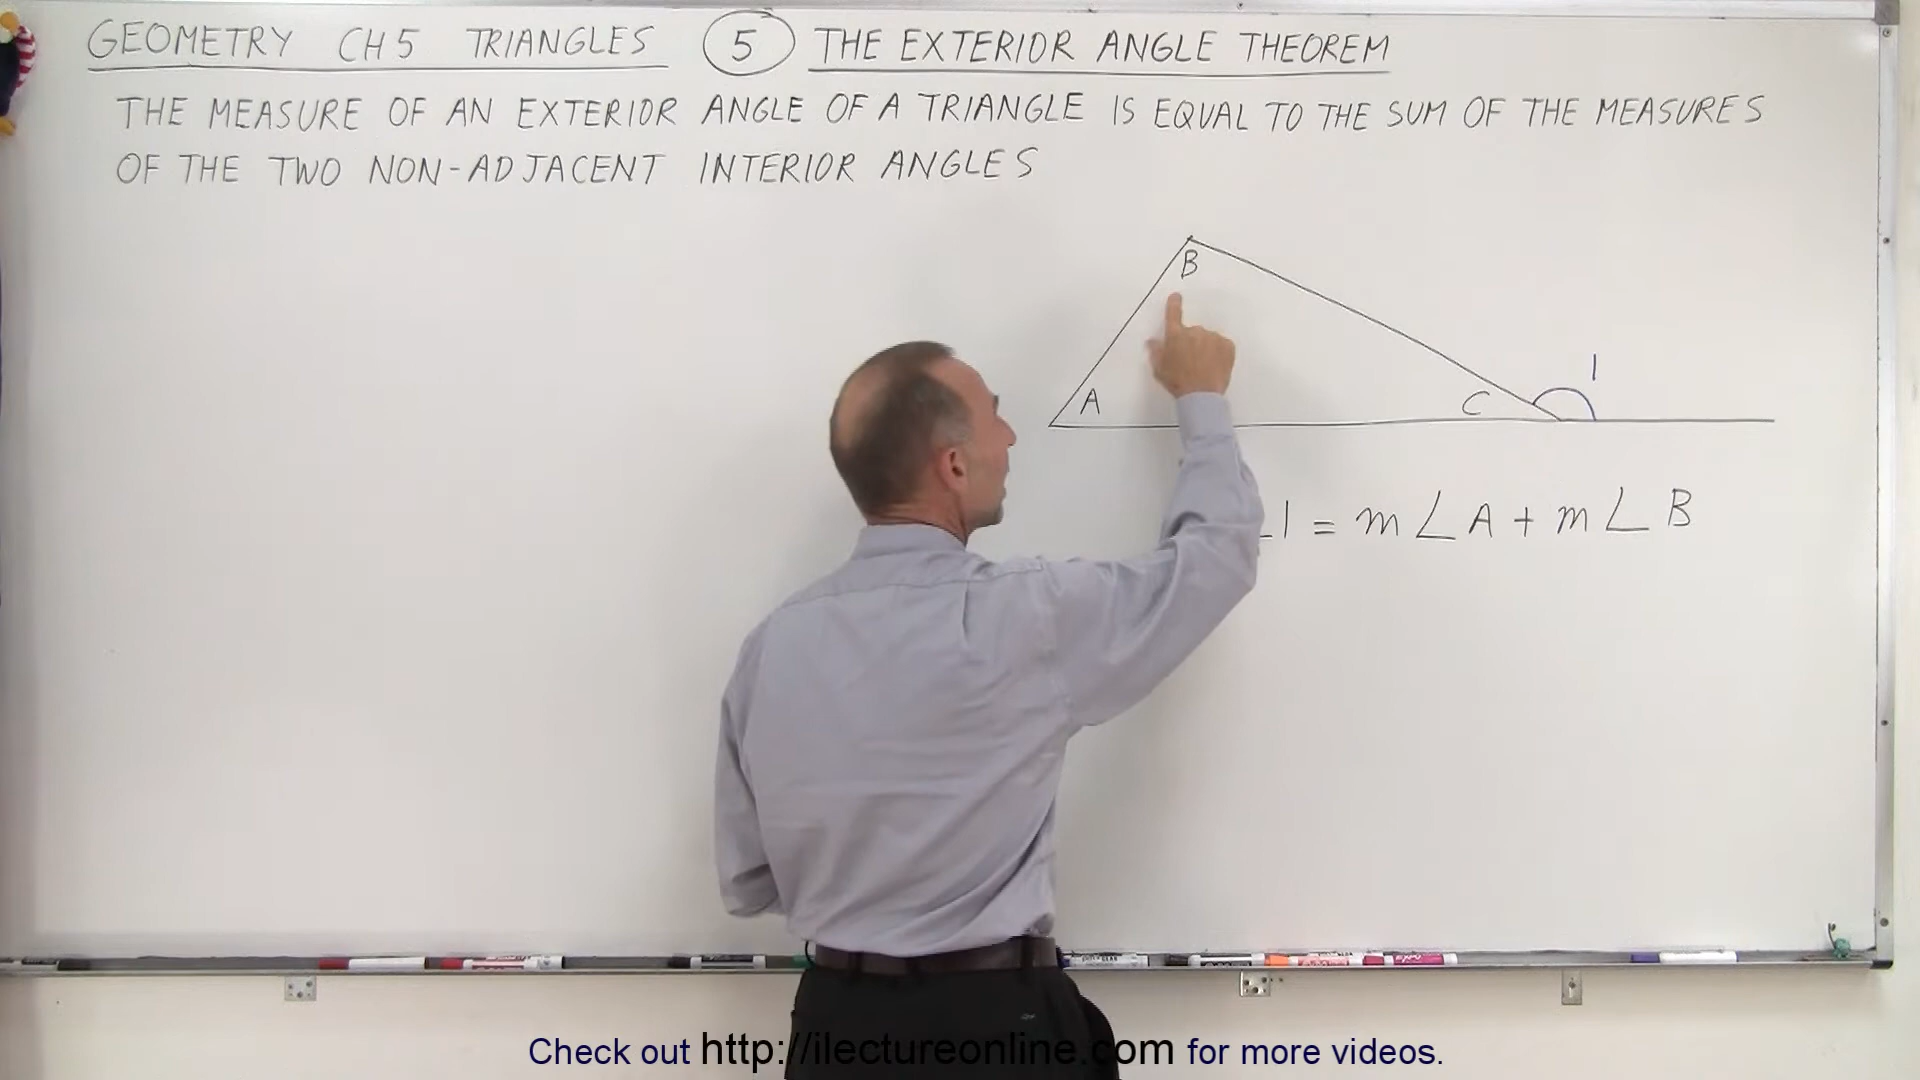 GEOMETRY CH 5 TRIANGLES 5 THE EXTERIOR ANGLE THEOREM
THE MEASURE OF AN EXTERIOR ANGLE OF A TRIANGLE IS EQUAL TO THE SUM OF THE MEASURES
OF THE TWO NON-ADJACENT INTERIOR ANGLES
B
1
A
C
∠1 = m∠A + m∠B
Check out http://ilectureonline.com for more videos.